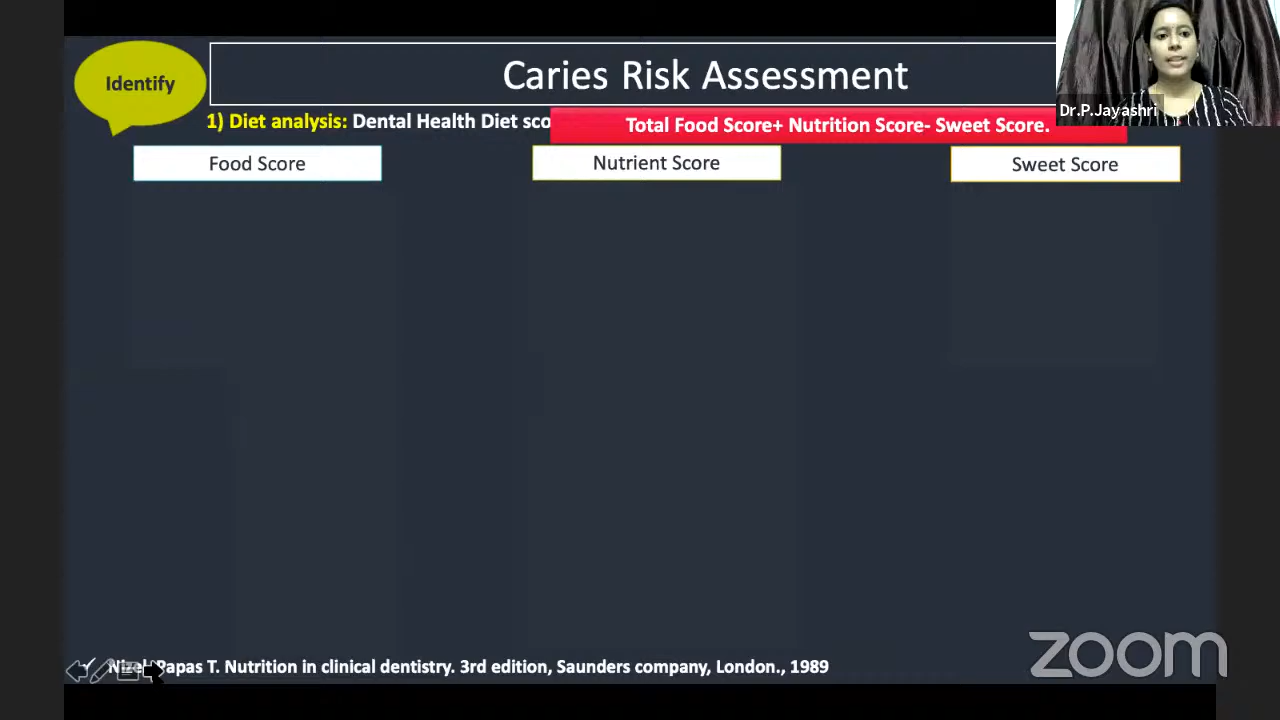 Identify
Caries Risk Assessment
Dr.P.Jayashri
1) Diet analysis: Dental Health Diet sco
Total Food Score+ Nutrition Score- Sweet Score.
Food Score
Nutrient Score
Sweet Score
Papas T. Nutrition in clinical dentistry. 3rd edition, Saunders company, London., 1989
zoom